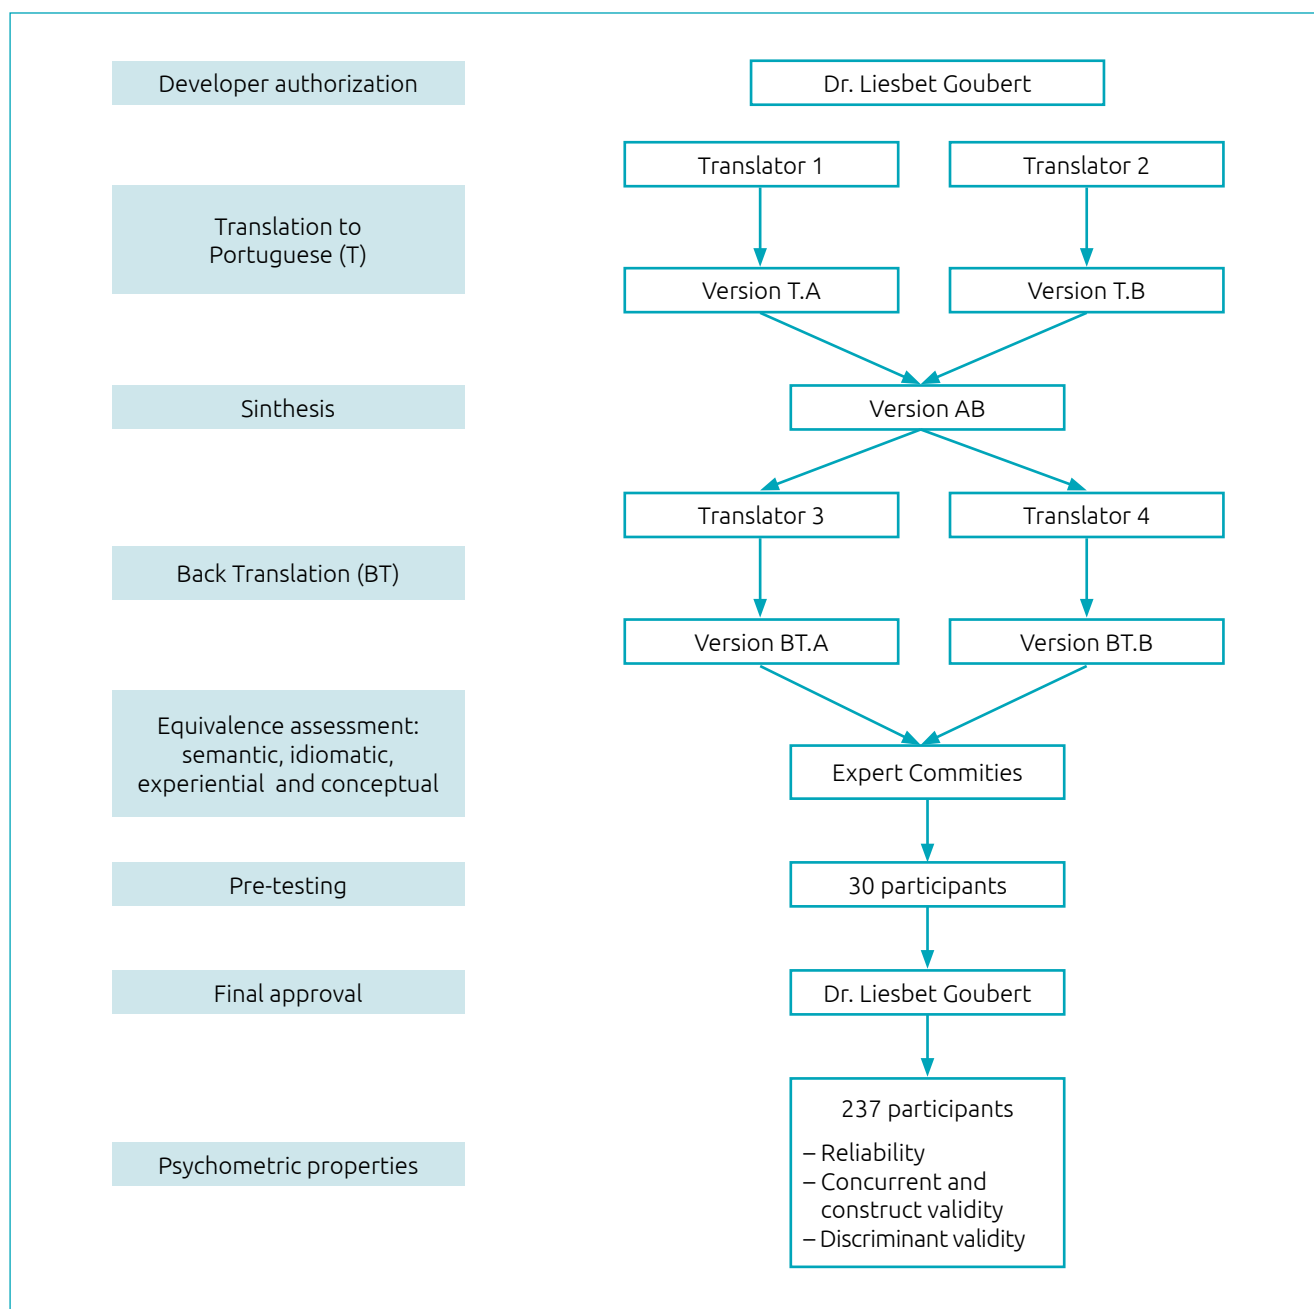 Developer authorization
Dr. Liesbet Goubert
Translator 1
Translator 2
Translation to
Portuguese (T)
Version T.A
Version T.B
Sinthesis
Version AB
Translator 3
Translator 4
Back Translation (BT)
Version BT.A
Version BT.B
Equivalence assessment:
semantic, idiomatic,
experiential and conceptual
Expert Commities
Pre-testing
30 participants
Final approval
Dr. Liesbet Goubert
Psychometric properties
237 participants
– Reliability
– Concurrent and
construct validity
– Discriminant validity